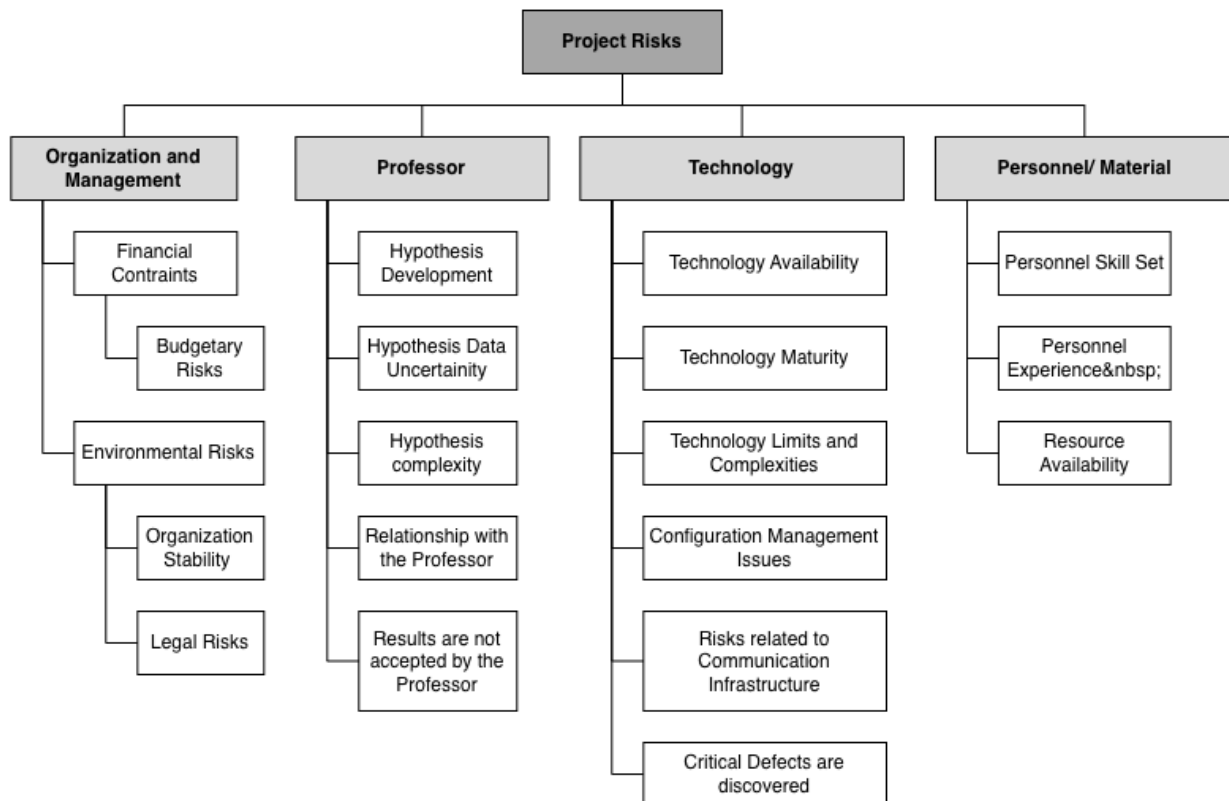 Project Risks
Organization and
Management
Professor
Technology
Personnel/ Material
Financial
Contraints
Budgetary
Risks
Environmental Risks
Organization
Stability
Legal Risks
Hypothesis
Development
Hypothesis Data
Uncertainity
Hypothesis
complexity
Relationship with
the Professor
Results are not
accepted by the
Professor
Technology Availability
Technology Maturity
Technology Limits and
Complexities
Configuration Management
Issues
Risks related to
Communication
Infrastructure
Critical Defects are
discovered
Personnel Skill Set
Personnel
Experience&nbsp;
Resource
Availability